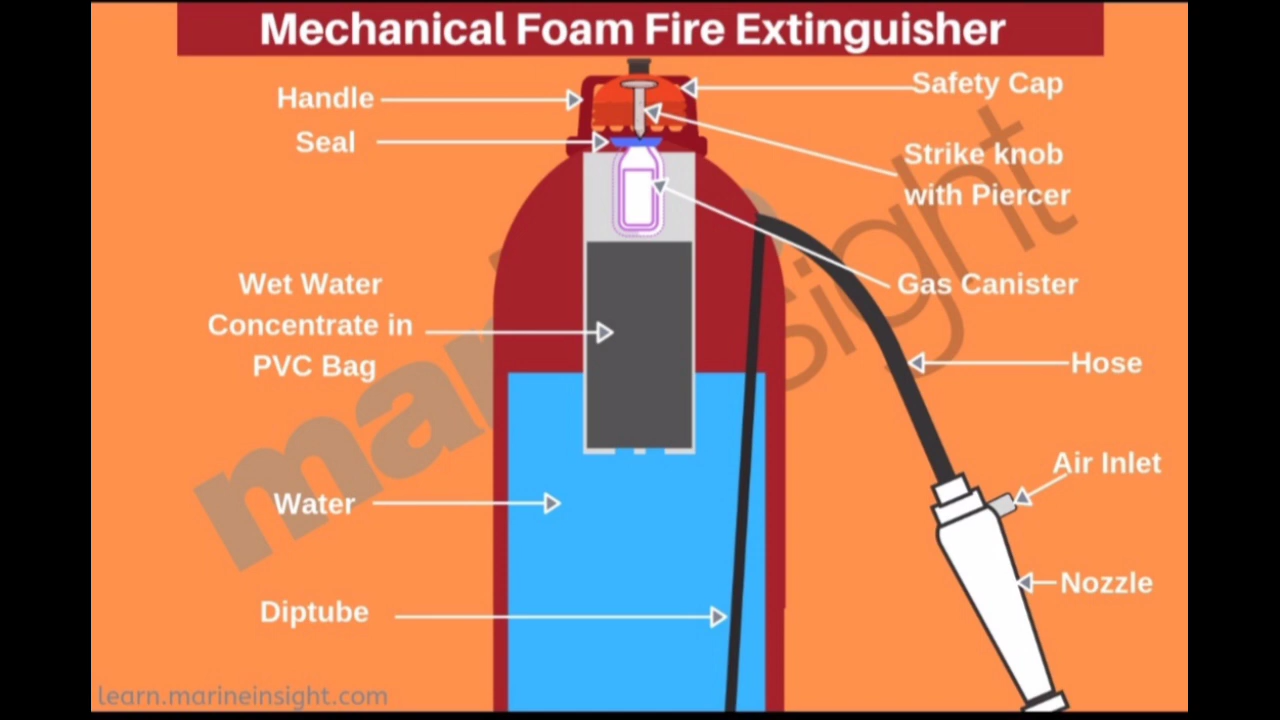 Mechanical Foam Fire Extinguisher
Handle
Seal
Safety Cap
Strike knob
with Piercer
Wet Water
Concentrate in
PVC Bag
Gas Canister
Hose
Air Inlet
Water
Nozzle
Diptube
learn.marineinsight.com